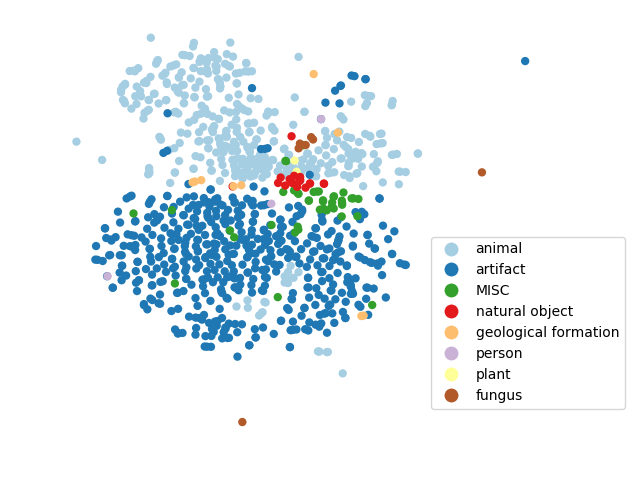 animal
artifact
MISC
natural object
geological formation
person
plant
fungus